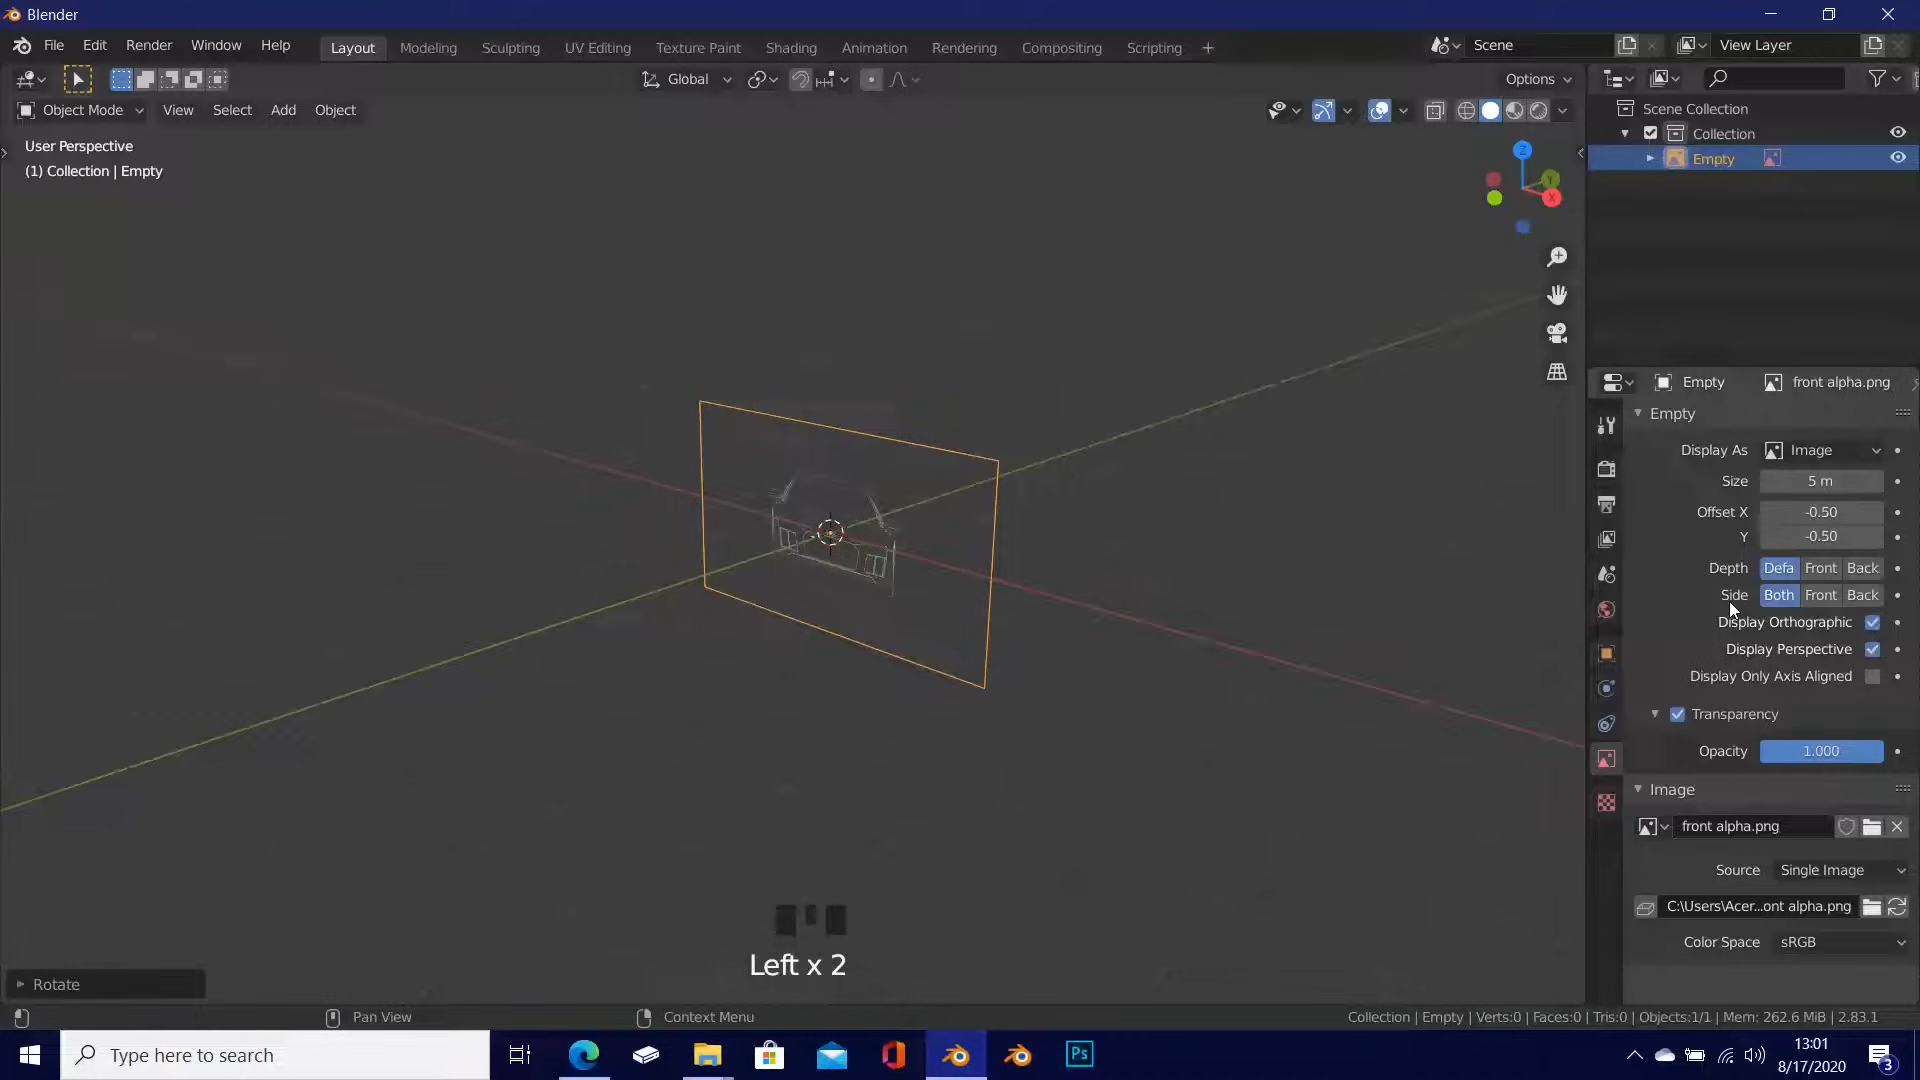 Blender
File Edit Render Window Help Layout Modeling Sculpting UV Editing Texture Paint Shading Animation Rendering Compositing Scripting + Scene View Layer
Global Options
Object Mode View Select Add Object
User Perspective
(1) Collection | Empty
Z
Y
X
Scene Collection
Collection
Empty
Empty front alpha.png
Empty
Display As Image
Size 5 m
Offset X -0.50
Y -0.50
Depth Defa Front Back
Side Both Front Back
Display Orthographic
Display Perspective
Display Only Axis Aligned
Transparency
Opacity 1.000
Image
front alpha.png
Source Single Image
C:\Users\Acer...ont alpha.png
Color Space sRGB
Left x 2
Rotate
Pan View Context Menu Collection | Empty | Verts:0 | Faces:0 | Tris:0 | Objects:1/1 | Mem: 262.6 MiB | 2.83.1
Type here to search
Ps
13:01
8/17/2020
3